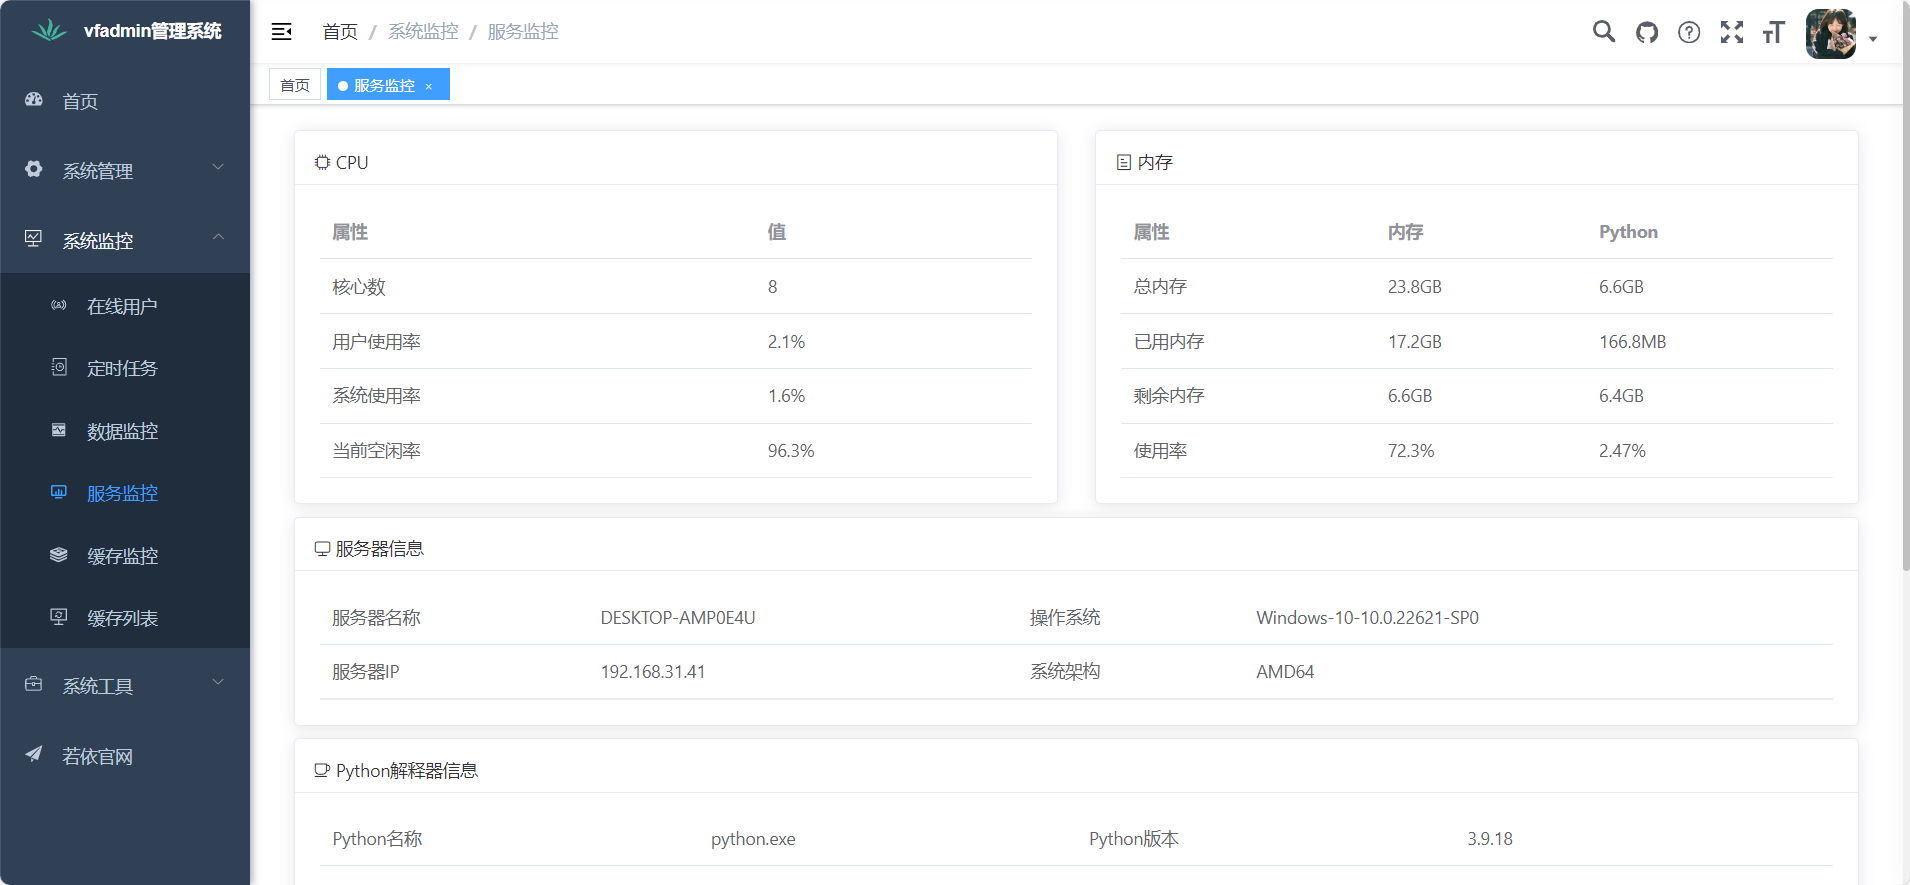 vfadmin管理系统
首页
系统管理
系统监控
在线用户
定时任务
数据监控
服务监控
缓存监控
缓存列表
系统工具
若依官网
首页 / 系统监控 / 服务监控
首页
服务监控 ×
CPU
属性 值
核心数 8
用户使用率 2.1%
系统使用率 1.6%
当前空闲率 96.3%
内存
属性 内存 Python
总内存 23.8GB 6.6GB
已用内存 17.2GB 166.8MB
剩余内存 6.6GB 6.4GB
使用率 72.3% 2.47%
服务器信息
服务器名称 DESKTOP-AMP0E4U 操作系统 Windows-10-10.0.22621-SP0
服务器IP 192.168.31.41 系统架构 AMD64
Python解释器信息
Python名称 python.exe Python版本 3.9.18